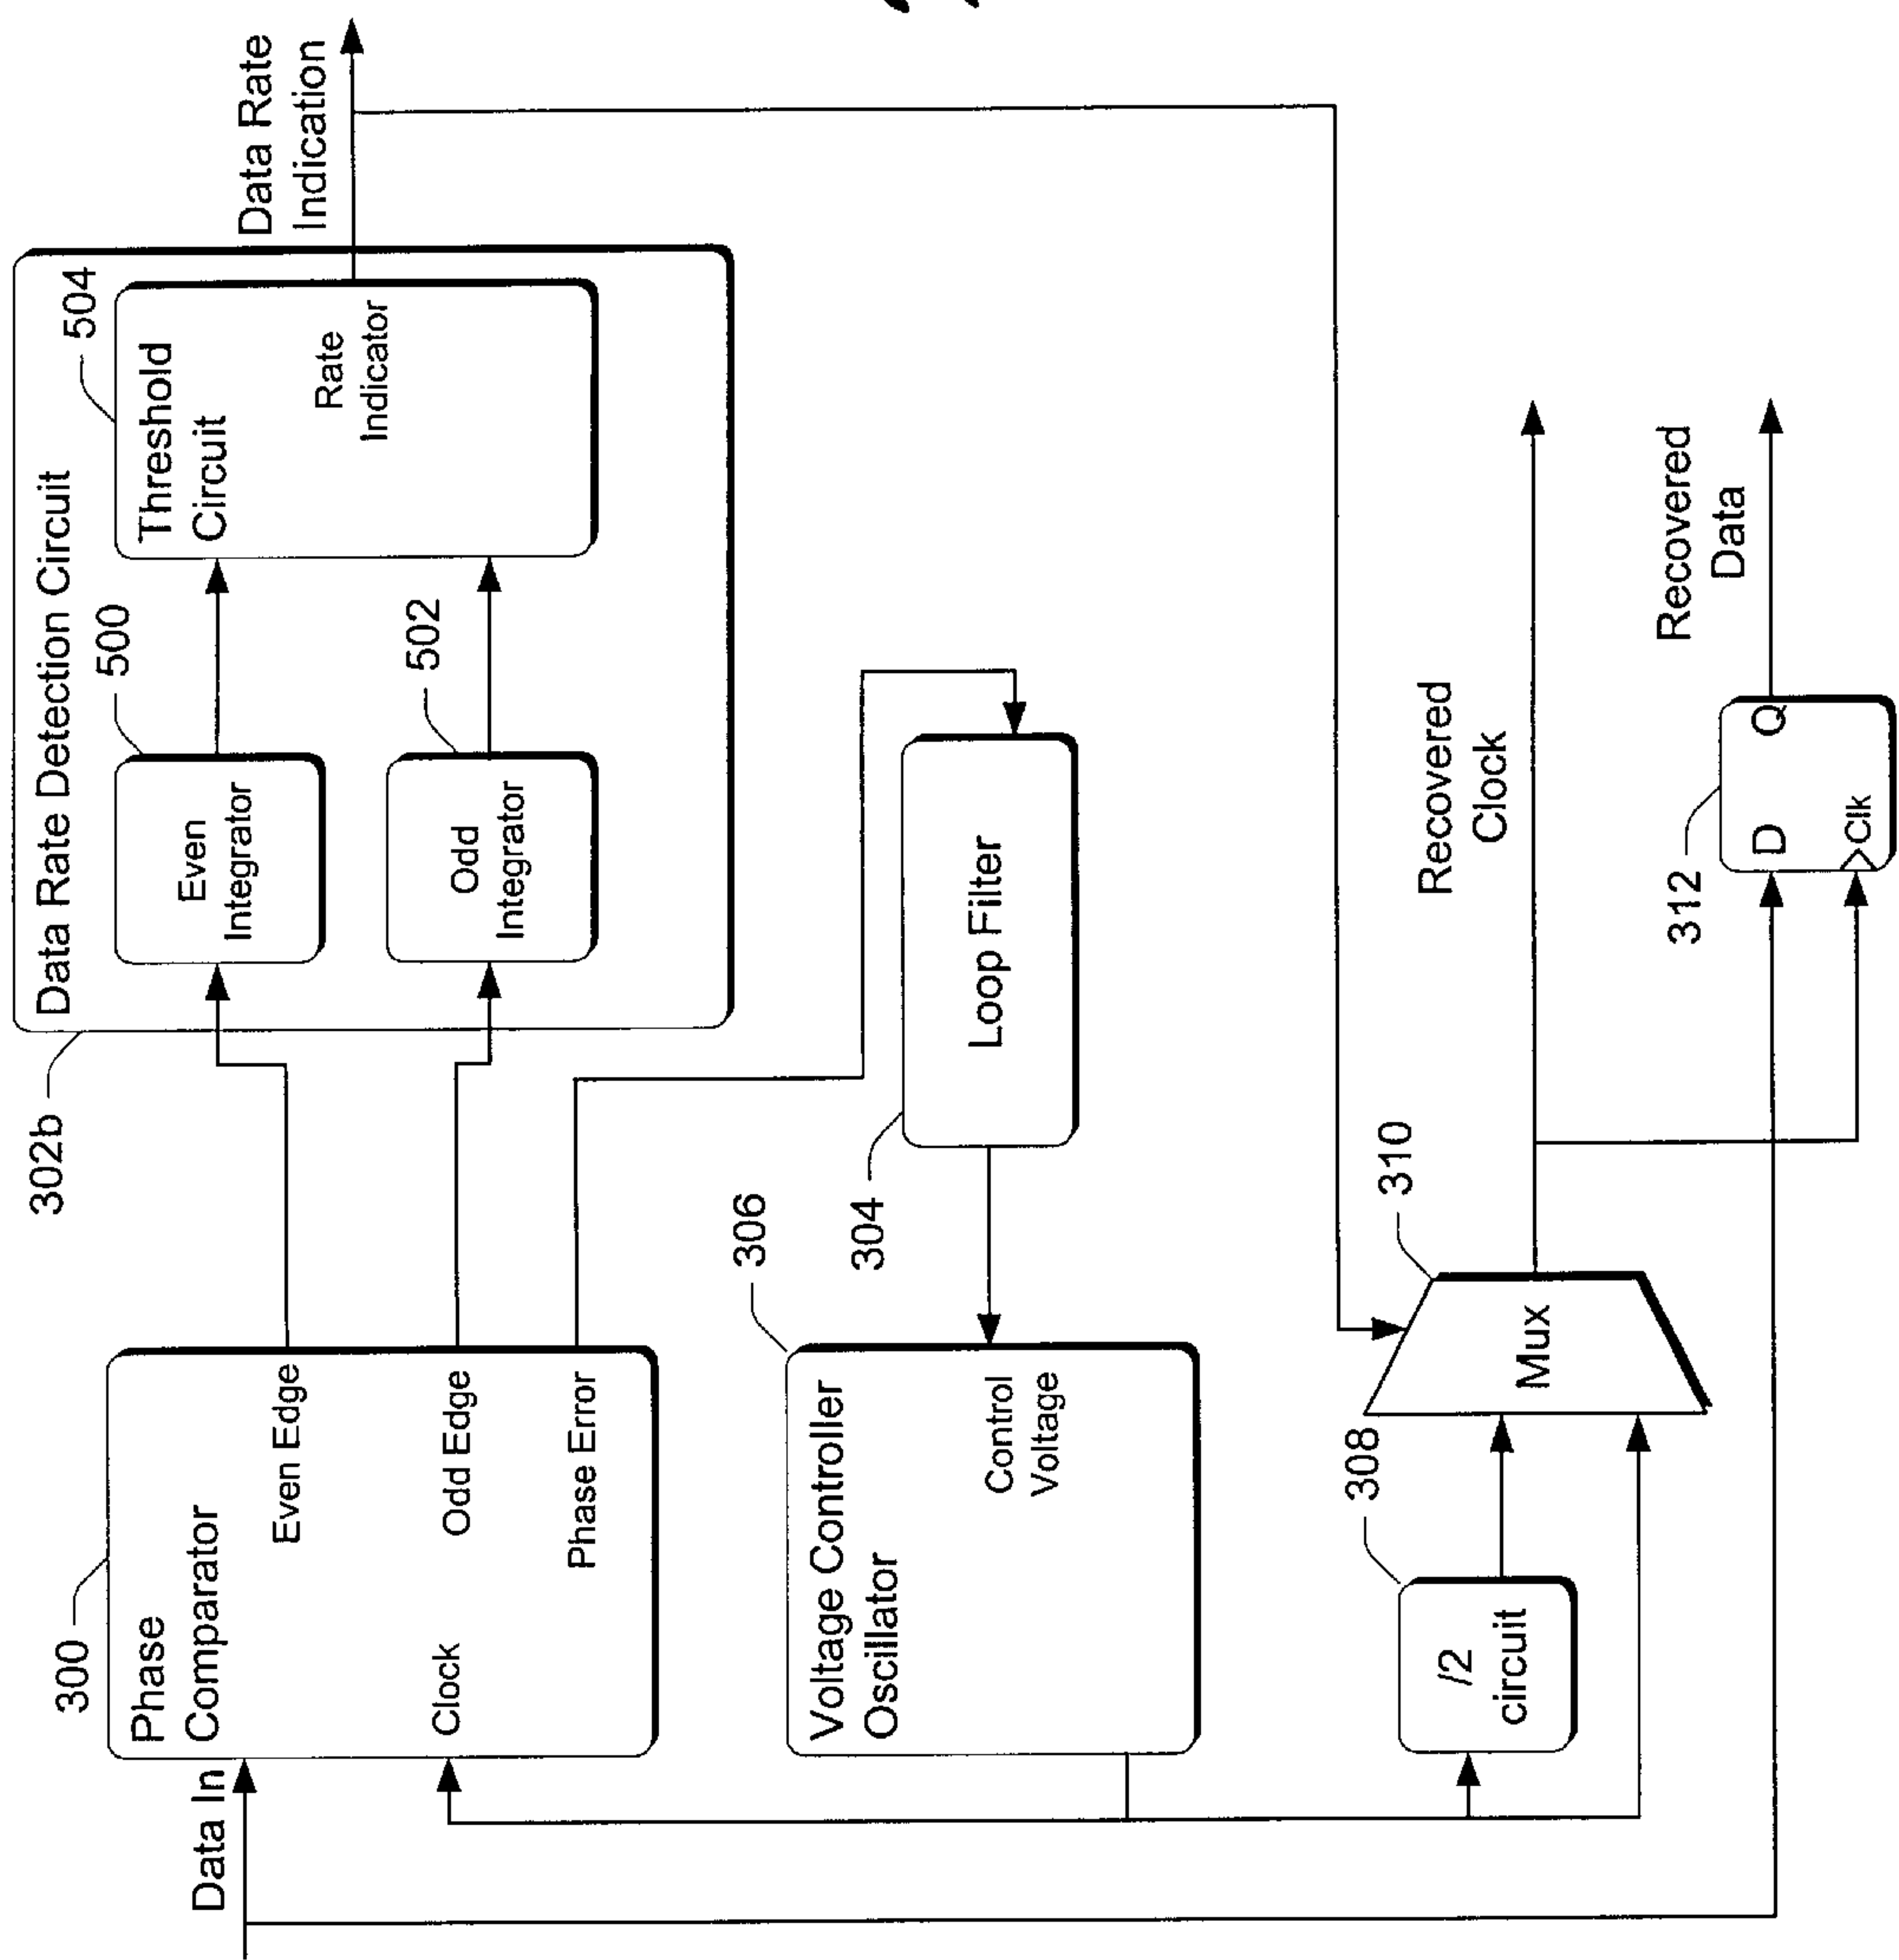 Data In
300
Phase
Comparator
Clock
Even Edge
Odd Edge
Phase Error
302b
Data Rate Detection Circuit
500
Even
Integrator
502
Odd
Integrator
504
Threshold
Circuit
Rate
Indicator
Data Rate
Indication
306
Voltage Controller
Oscillator
Control
Voltage
304
Loop Filter
308
/2
circuit
310
Mux
Recovered
Clock
312
D
Q
Clk
Recovered
Data